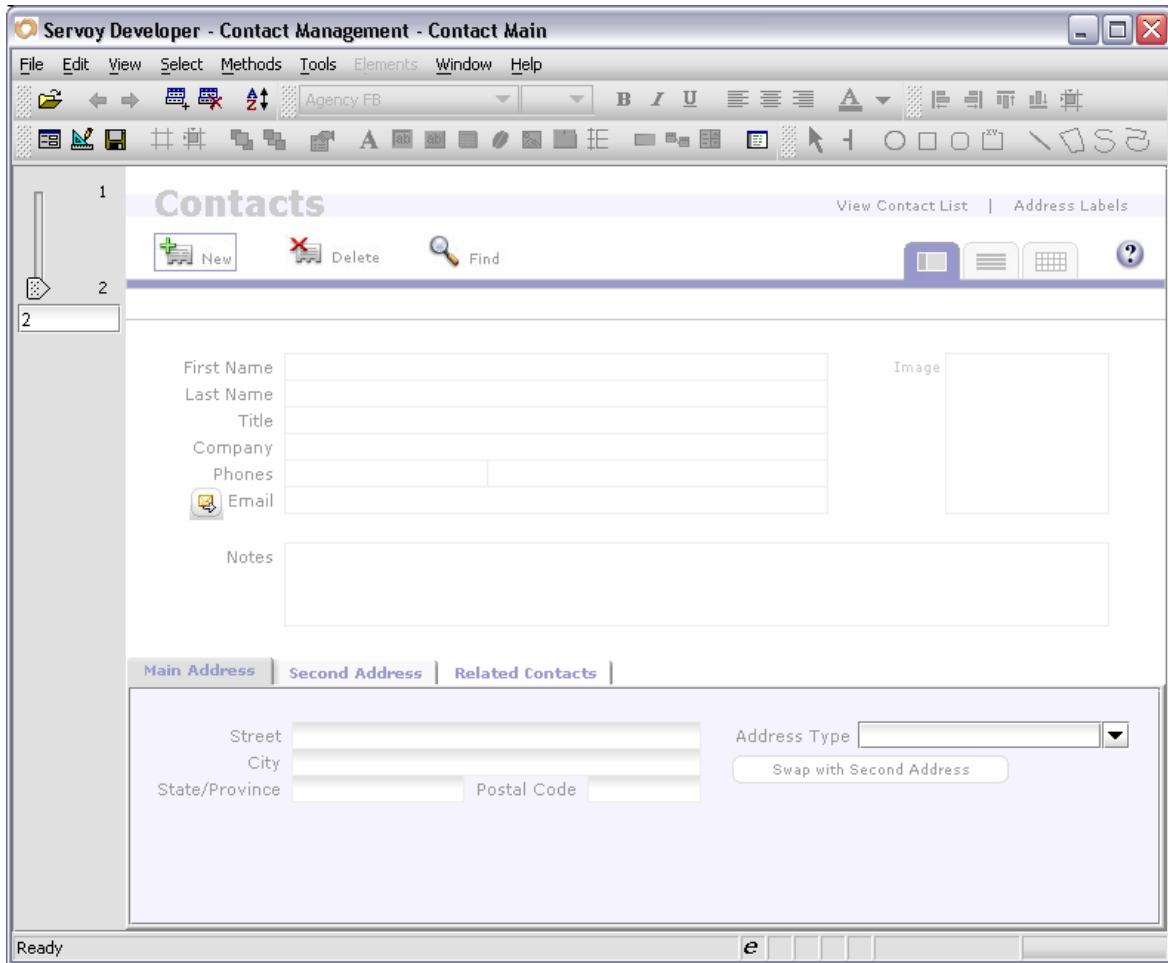 Servoy Developer - Contact Management - Contact Main
File Edit View Select Methods Tools Elements Window Help
Agency FB
B I U A
A ab ab "XY"
1
Contacts
View Contact List | Address Labels
New Delete Find ?
2
2
First Name
Image
Last Name
Title
Company
Phones
Email
Notes
Main Address Second Address Related Contacts
Street
Address Type
City
Swap with Second Address
State/Province Postal Code
Ready e